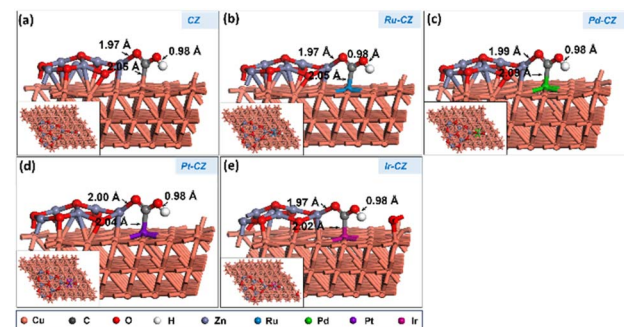 (a) CZ
1.97 Å
0.98 Å
2.05 Å
(b) Ru-CZ
1.97 Å
0.98 Å
2.05 Å
(c) Pd-CZ
1.99 Å
0.98 Å
2.09 Å
(d) Pt-CZ
2.00 Å
0.98 Å
2.04 Å
(e) Ir-CZ
1.97 Å
0.98 Å
2.02 Å
Cu C O H Zn Ru Pd Pt Ir